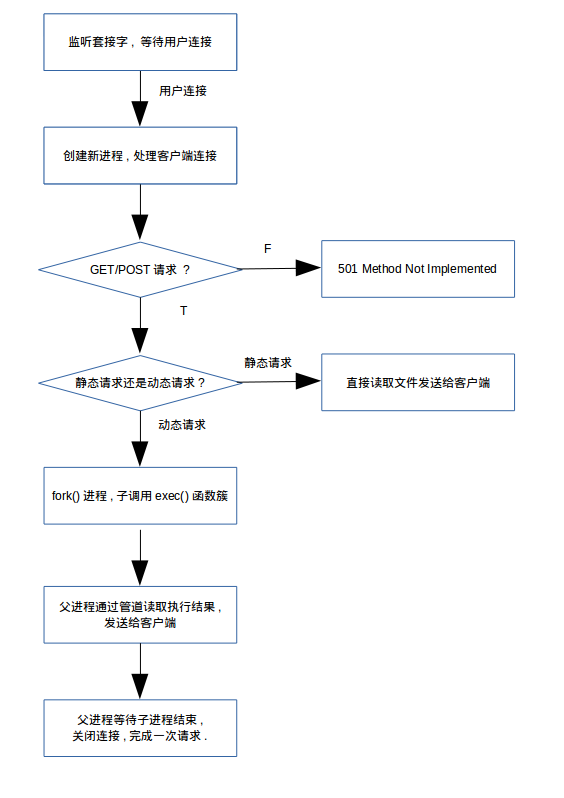 监听套接字 , 等待用户连接
用户连接
创建新进程 , 处理客户端连接
GET/POST 请求 ？
F
501 Method Not Implemented
T
静态请求还是动态请求 ?
静态请求
直接读取文件发送给客户端
动态请求
fork() 进程 , 子调用 exec() 函数簇
父进程通过管道读取执行结果 ,
发送给客户端
父进程等待子进程结束 ,
关闭连接 , 完成一次请求 .